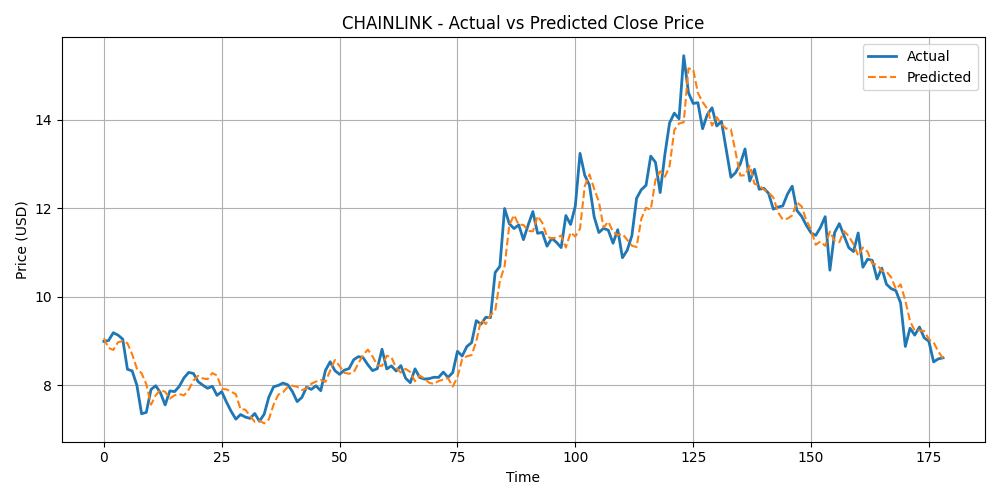 CHAINLINK - Actual vs Predicted Close Price
Actual
Predicted
Price (USD)
14
12
10
8
0 25 50 75 100 125 150 175
Time